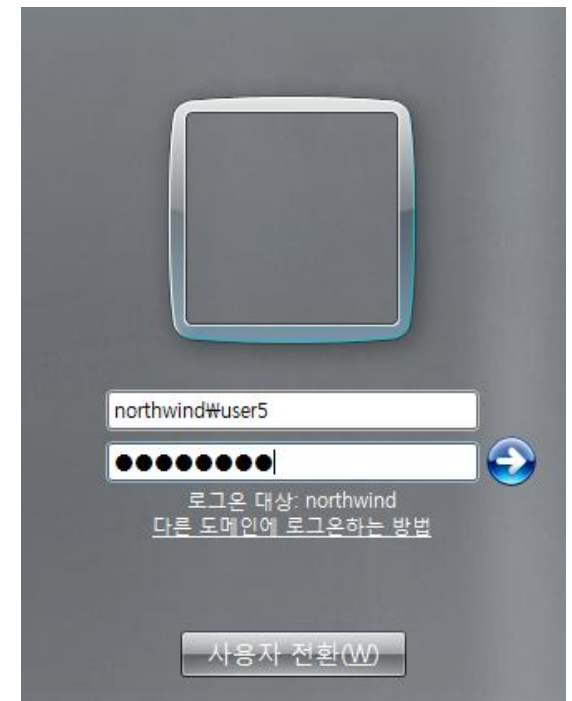 northwind₩user5
●●●●●●●●
로그온 대상: northwind
다른 도메인에 로그온하는 방법
사용자 전환(W)